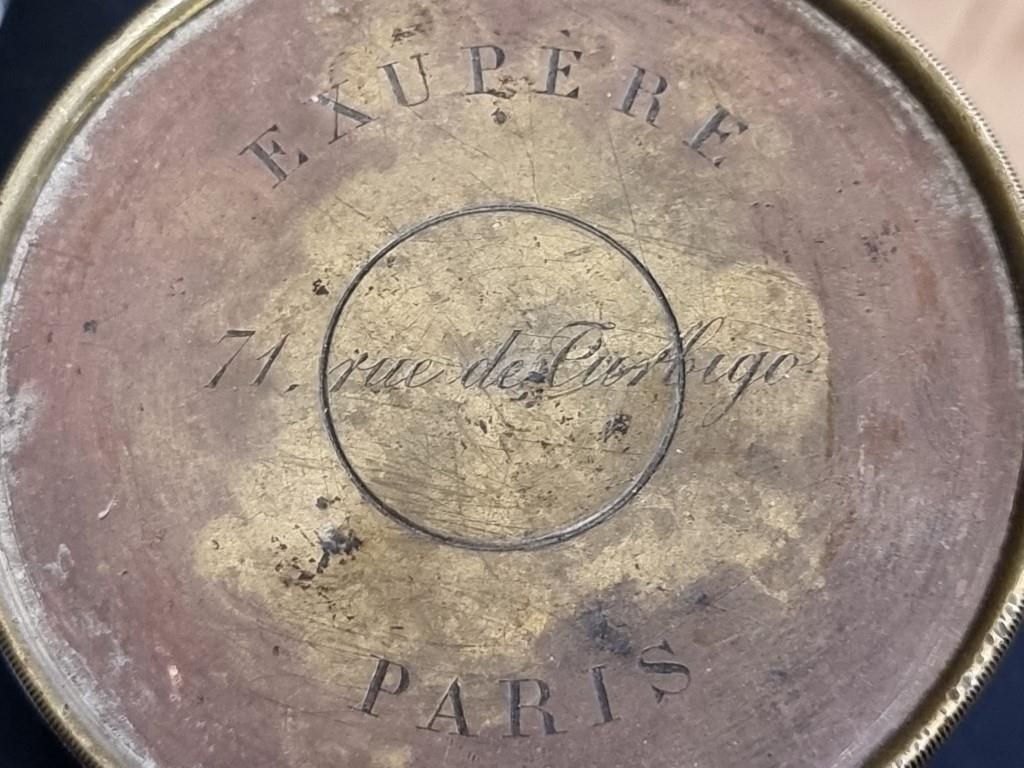 EXUPÈRE
71, rue de Turbigo
PARIS